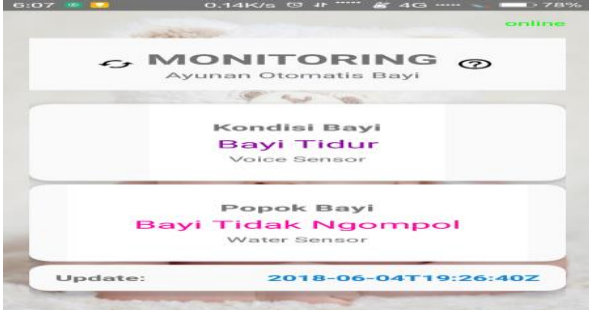 6:07 0.14K/s 4G 78%
online
MONITORING
Ayunan Otomatis Bayi
Kondisi Bayi
Bayi Tidur
Voice Sensor
Popok Bayi
Bayi Tidak Ngompol
Water Sensor
Update: 2018-06-04T19:26:40Z